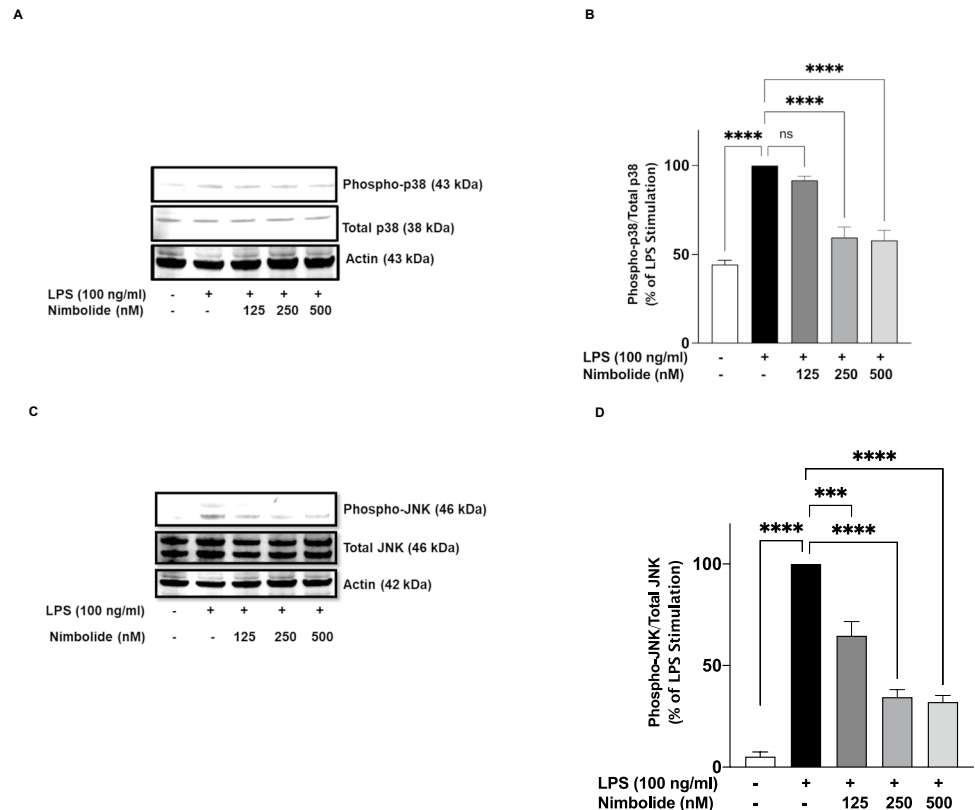 A
Phospho-p38 (43 kDa)
Total p38 (38 kDa)
Actin (43 kDa)
LPS (100 ng/ml) - + + + +
Nimbolide (nM) - - 125 250 500
B
****
****
**** ns
Phospho-p38/Total p38
(% of LPS Stimulation)
100
50
0
LPS (100 ng/ml) - + + + +
Nimbolide (nM) - - 125 250 500
C
Phospho-JNK (46 kDa)
Total JNK (46 kDa)
Actin (42 kDa)
LPS (100 ng/ml) - + + + +
Nimbolide (nM) - - 125 250 500
D
****
***
**** ****
Phospho-JNK/Total JNK
(% of LPS Stimulation)
100
50
0
LPS (100 ng/ml) - + + + +
Nimbolide (nM) - - 125 250 500